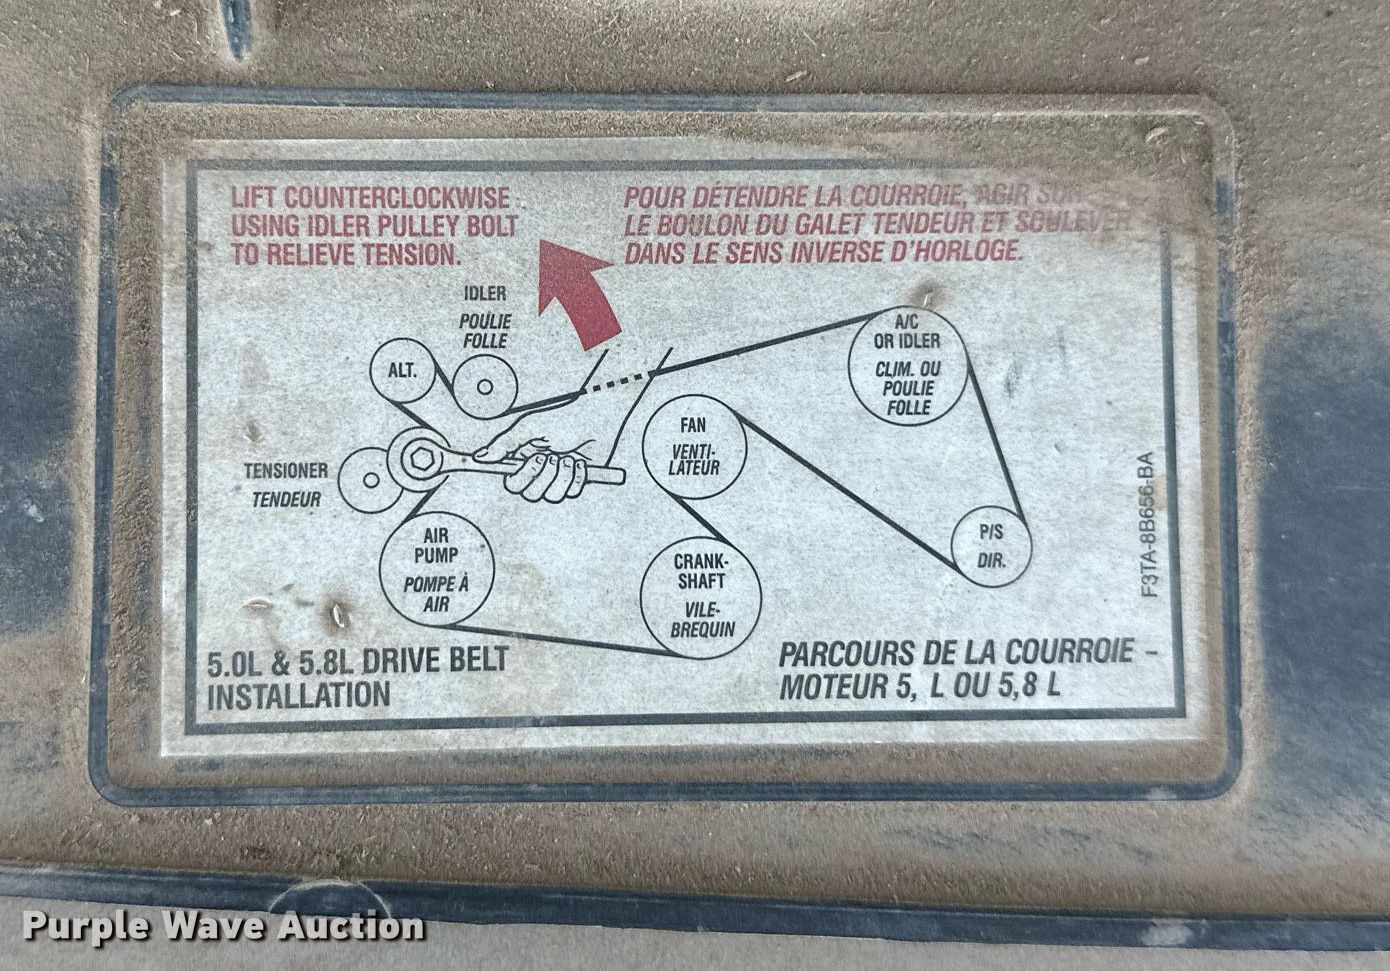 LIFT COUNTERCLOCKWISE
USING IDLER PULLEY BOLT
TO RELIEVE TENSION.
POUR DÉTENDRE LA COURROIE, AGIR SUR
LE BOULON DU GALET TENDEUR ET SOULEVER
DANS LE SENS INVERSE D'HORLOGE.
IDLER
POULIE
FOLLE
ALT.
A/C
OR IDLER
CLIM. OU
POULIE
FOLLE
FAN
VENTI-
LATEUR
TENSIONER
TENDEUR
AIR
PUMP
POMPE À
AIR
CRANK-
SHAFT
VILE-
BREQUIN
P/S
DIR.
F3TA-8B656-BA
5.0L & 5.8L DRIVE BELT
INSTALLATION
PARCOURS DE LA COURROIE –
MOTEUR 5, L OU 5,8 L
Purple Wave Auction